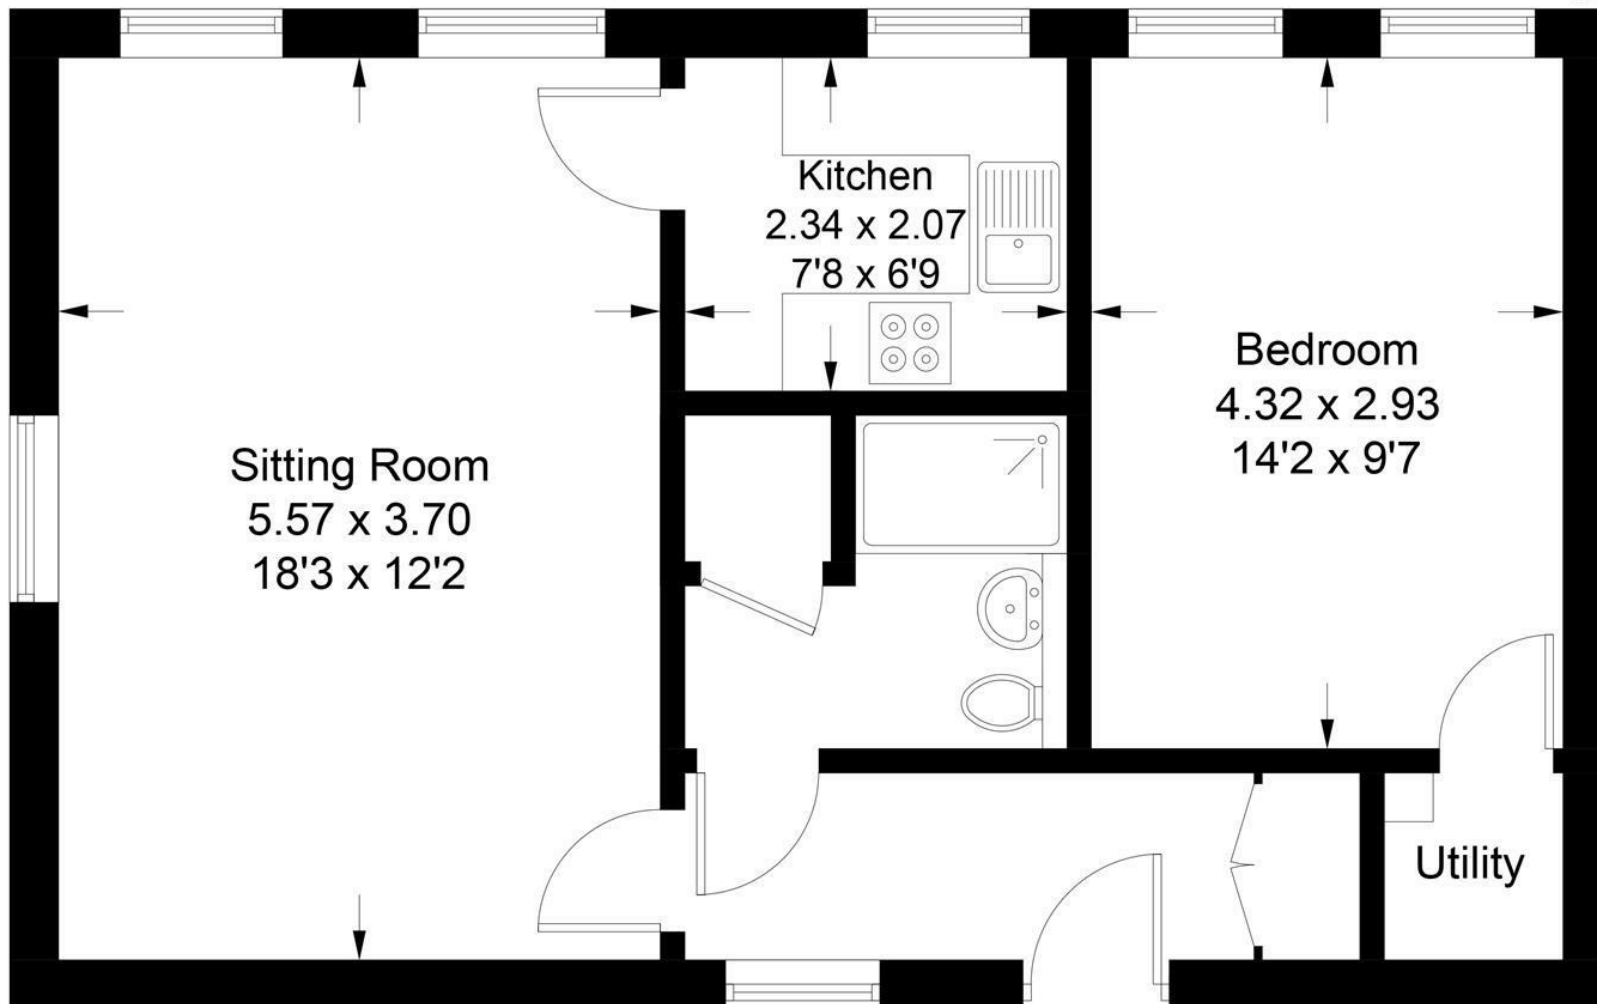 Kitchen
2.34 x 2.07
7'8 x 6'9
Bedroom
4.32 x 2.93
14'2 x 9'7
Sitting Room
5.57 x 3.70
18'3 x 12'2
Utility